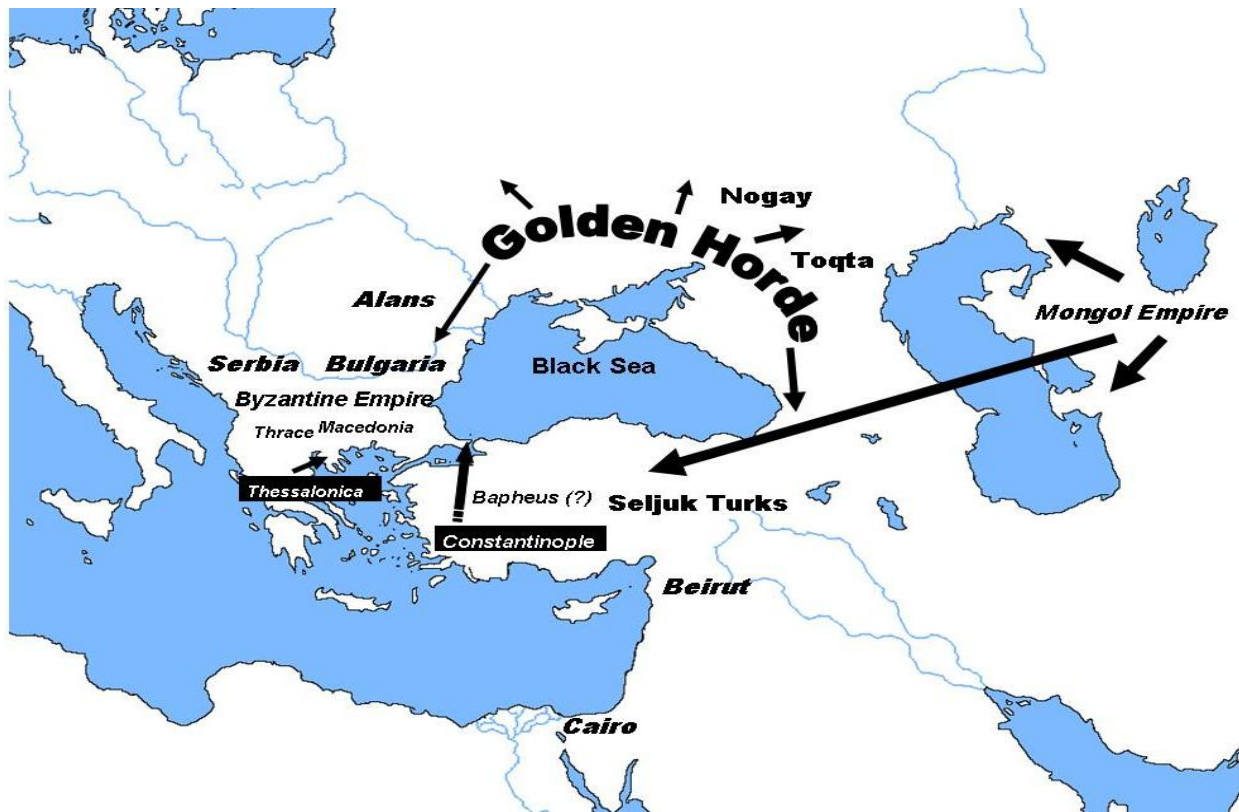 Nogay
Golden Horde
Toqta
Alans
Mongol Empire
Serbia Bulgaria
Black Sea
Byzantine Empire
Thrace Macedonia
Thessalonica
Bapheus (?)
Seljuk Turks
Constantinople
Beirut
Cairo